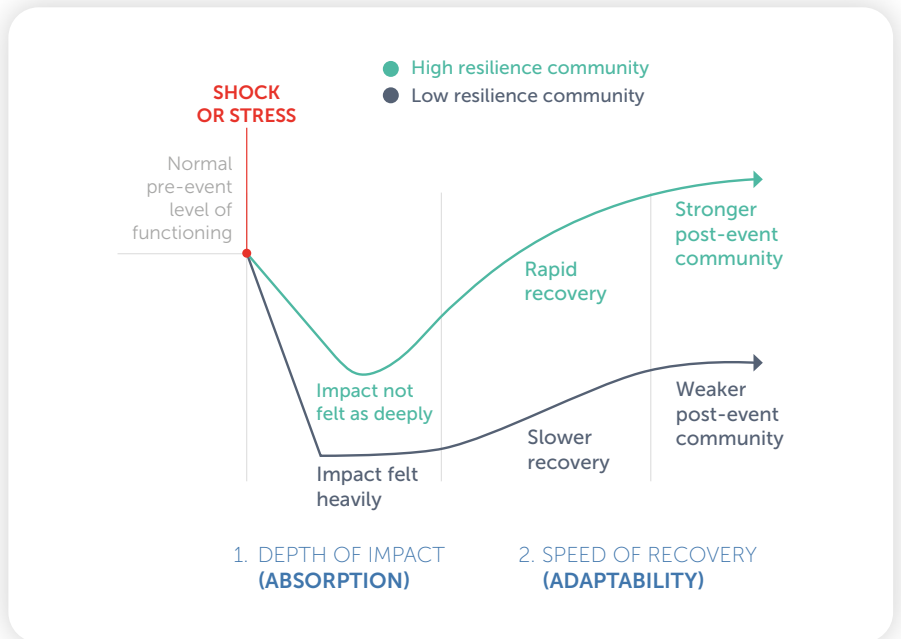 High resilience community
Low resilience community
SHOCK
OR STRESS
Normal
pre-event
level of
functioning
Stronger
post-event
community
Rapid
recovery
Impact not
felt as deeply
Weaker
post-event
community
Slower
recovery
Impact felt
heavily
1. DEPTH OF IMPACT
(ABSORPTION)
2. SPEED OF RECOVERY
(ADAPTABILITY)